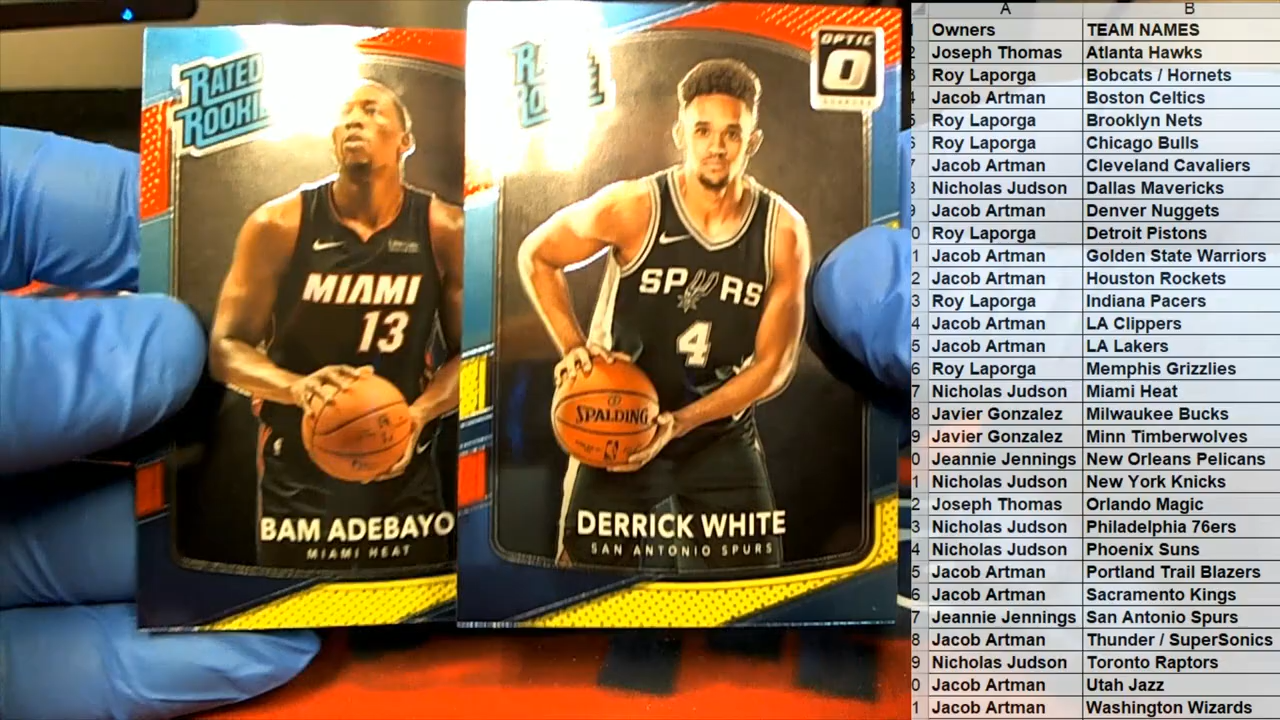 RATED
ROOKIE
MIAMI
13
BAM ADEBAYO
MIAMI HEAT
OPTIC
SPURS
4
SPALDING
DERRICK WHITE
SAN ANTONIO SPURS
A B
Owners TEAM NAMES
Joseph Thomas Atlanta Hawks
Roy Laporga Bobcats / Hornets
Jacob Artman Boston Celtics
Roy Laporga Brooklyn Nets
Roy Laporga Chicago Bulls
Jacob Artman Cleveland Cavaliers
Nicholas Judson Dallas Mavericks
Jacob Artman Denver Nuggets
Roy Laporga Detroit Pistons
Jacob Artman Golden State Warriors
Jacob Artman Houston Rockets
Roy Laporga Indiana Pacers
Jacob Artman LA Clippers
Jacob Artman LA Lakers
Roy Laporga Memphis Grizzlies
Nicholas Judson Miami Heat
Javier Gonzalez Milwaukee Bucks
Javier Gonzalez Minn Timberwolves
Jeannie Jennings New Orleans Pelicans
Nicholas Judson New York Knicks
Joseph Thomas Orlando Magic
Nicholas Judson Philadelphia 76ers
Nicholas Judson Phoenix Suns
Jacob Artman Portland Trail Blazers
Jacob Artman Sacramento Kings
Jeannie Jennings San Antonio Spurs
Jacob Artman Thunder / SuperSonics
Nicholas Judson Toronto Raptors
Jacob Artman Utah Jazz
Jacob Artman Washington Wizards